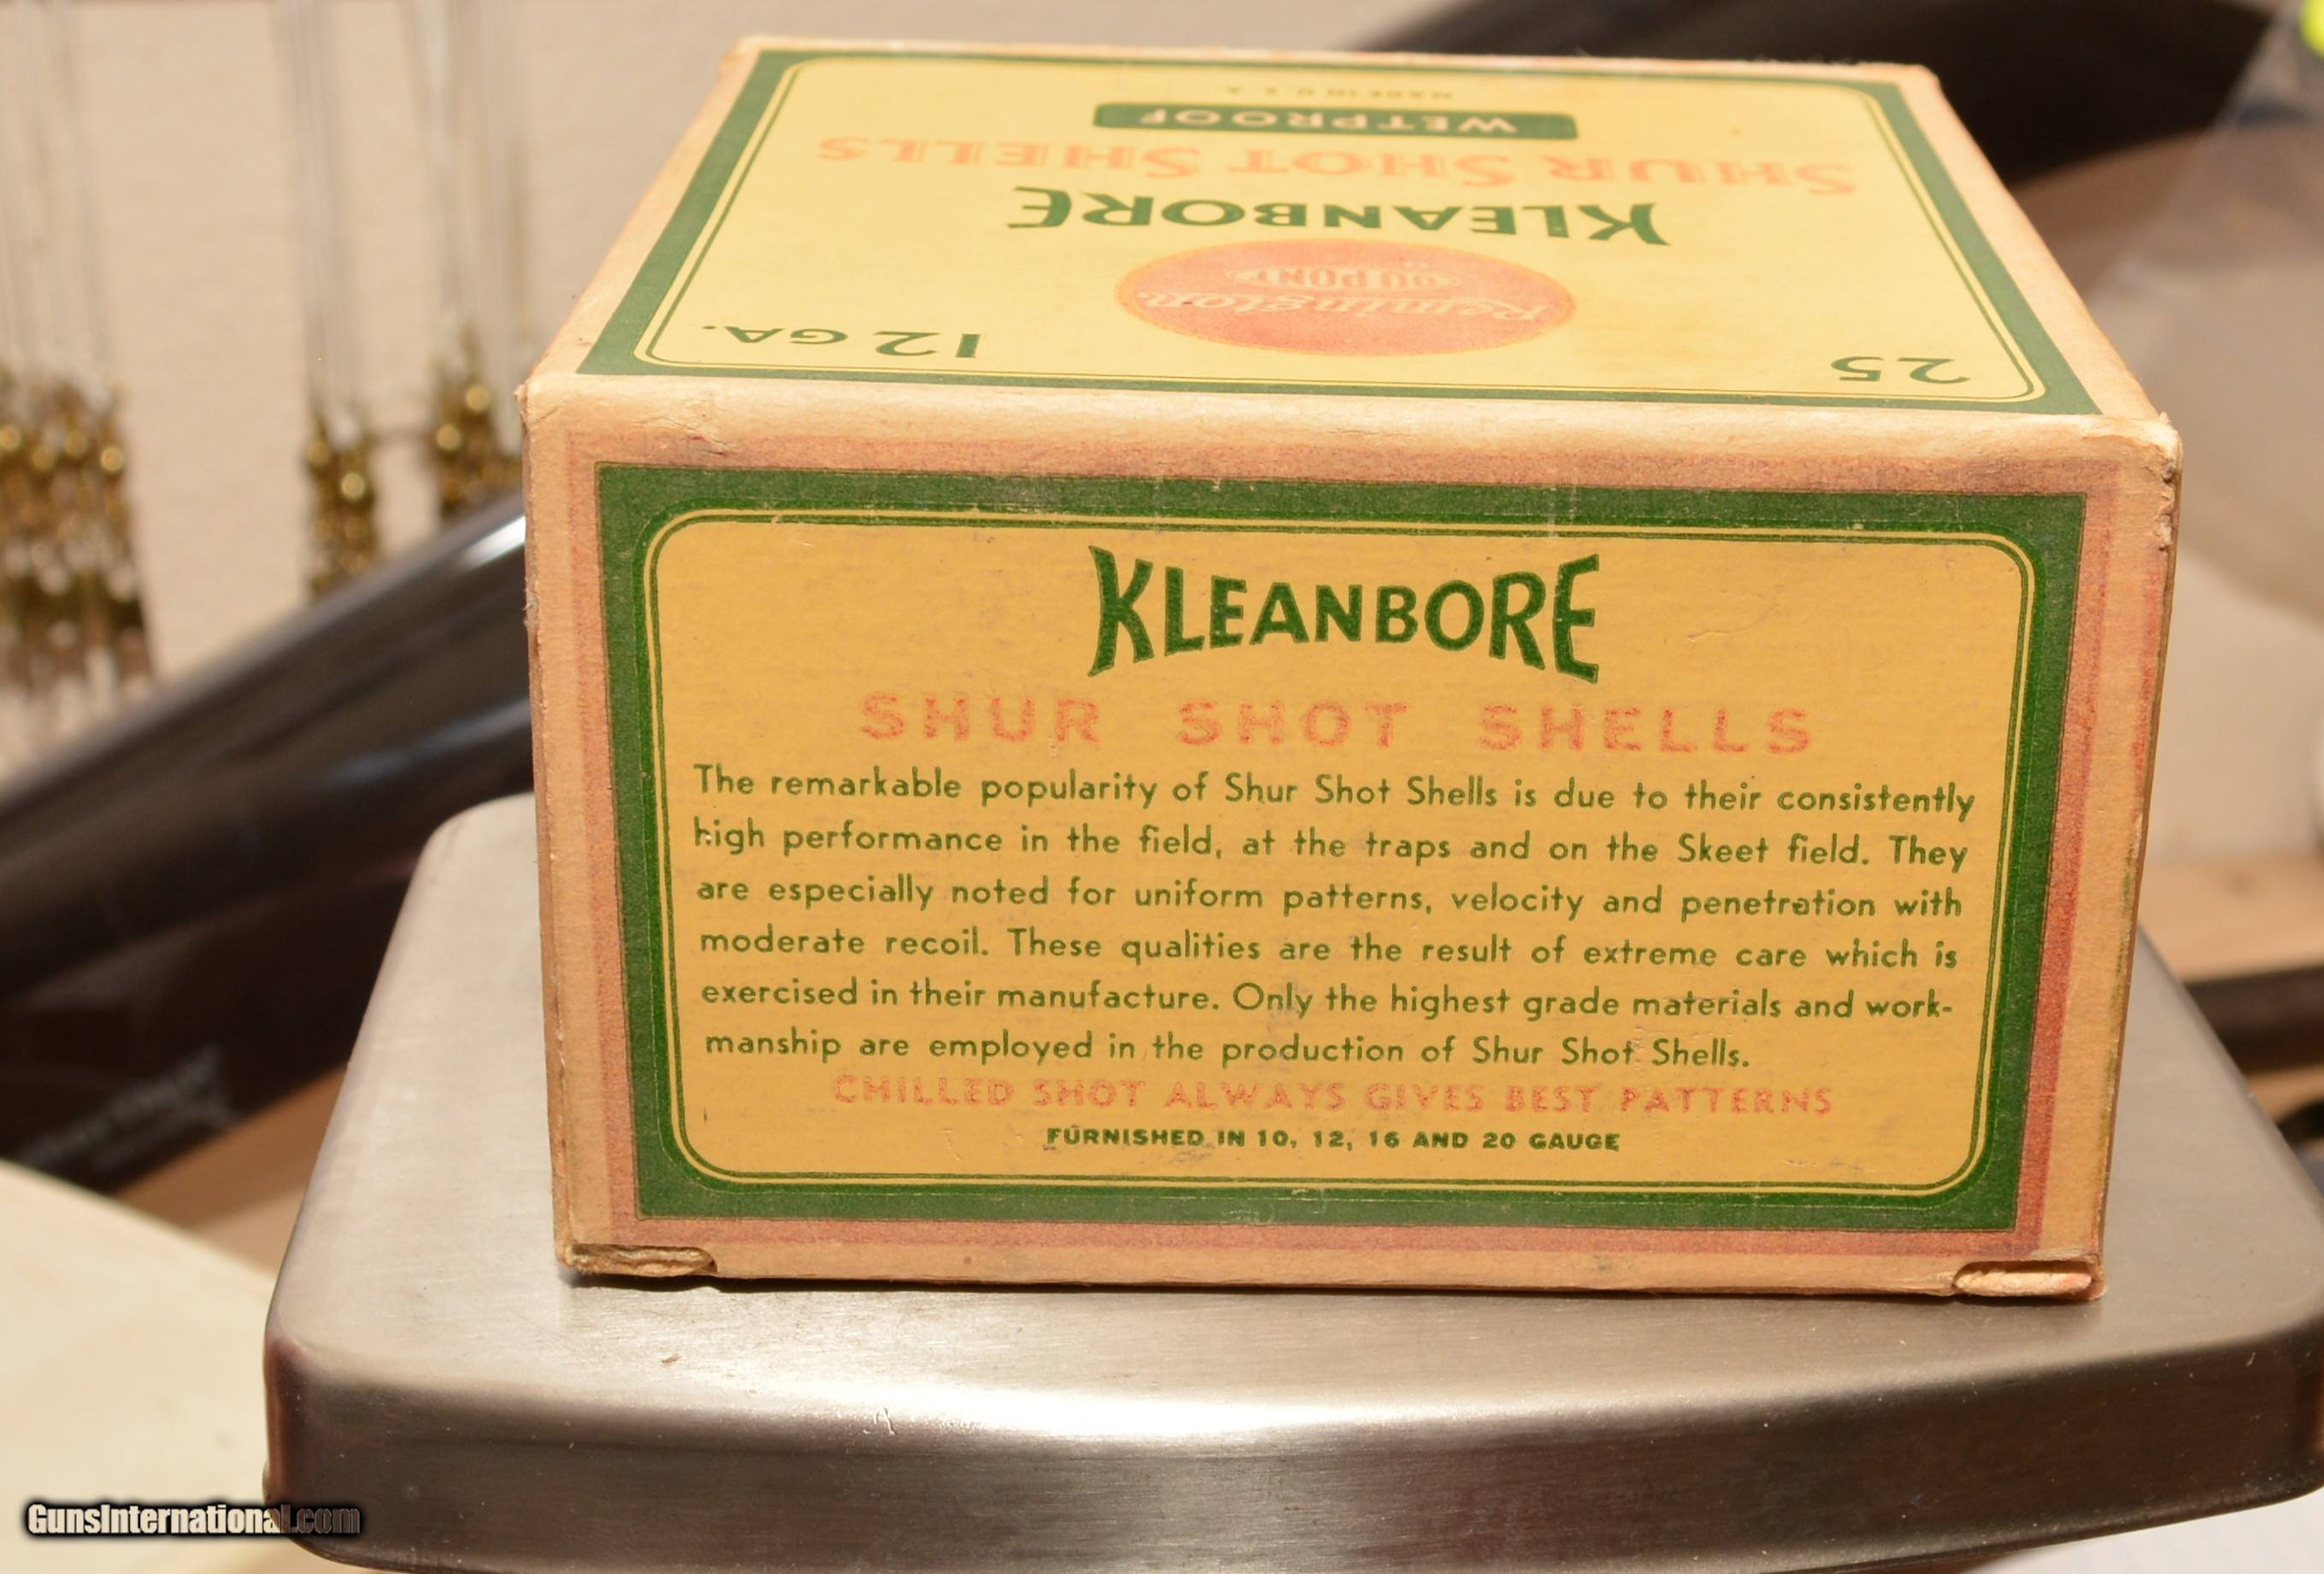 MADE IN U.S.A.
WETPROOF
SHUR SHOT SHELLS
KLEANBORE
Remington
DUPONT
12 GA.
25
KLEANBORE
SHUR SHOT SHELLS
The remarkable popularity of Shur Shot Shells is due to their consistently
high performance in the field, at the traps and on the Skeet field. They
are especially noted for uniform patterns, velocity and penetration with
moderate recoil. These qualities are the result of extreme care which is
exercised in their manufacture. Only the highest grade materials and work-
manship are employed in the production of Shur Shot Shells.
CHILLED SHOT ALWAYS GIVES BEST PATTERNS
FURNISHED IN 10, 12, 16 AND 20 GAUGE
GunsInternational.com